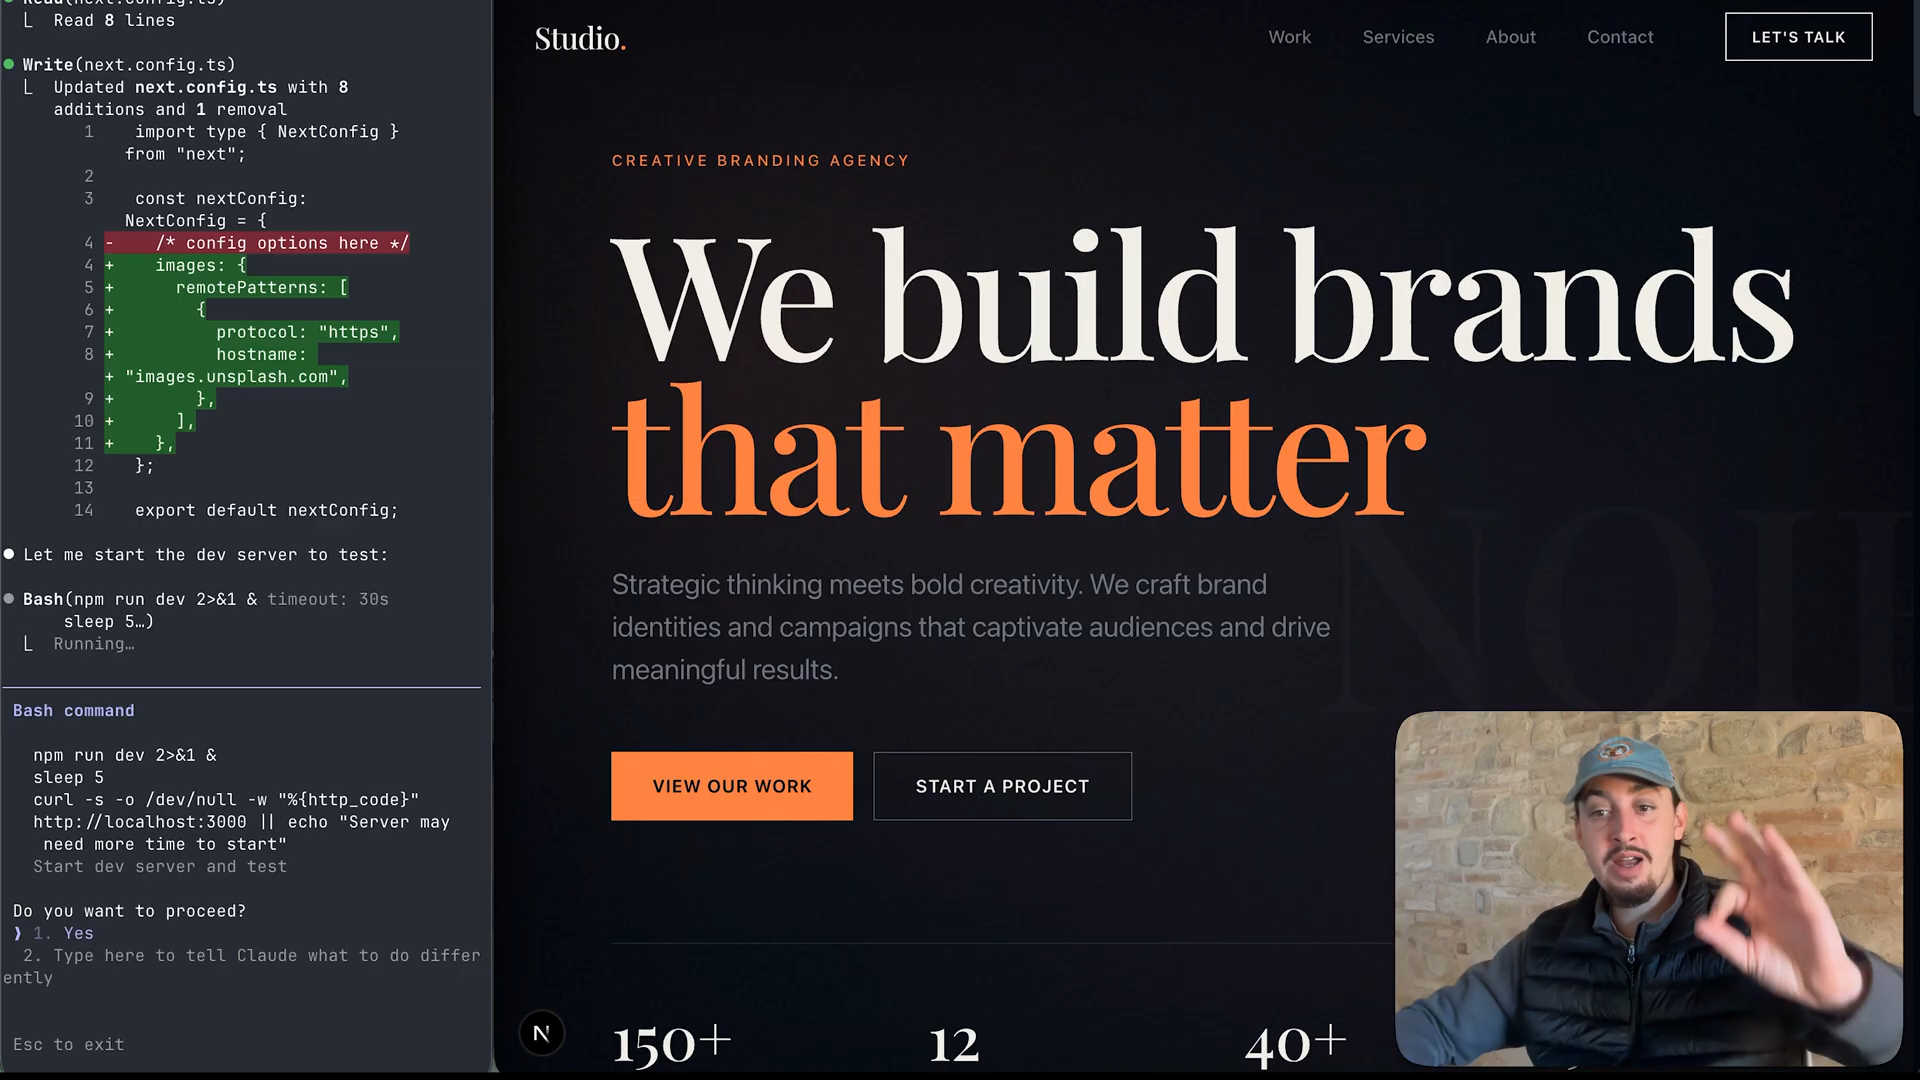 Read(next.config.ts)
⎣ Read 8 lines
Write(next.config.ts)
⎣ Updated next.config.ts with 8
additions and 1 removal
1 import type { NextConfig }
from "next";
2
3 const nextConfig:
NextConfig = {
4 - /* config options here */
4 + images: {
5 + remotePatterns: [
6 + {
7 + protocol: "https",
8 + hostname:
+ "images.unsplash.com",
9 + },
10 + ],
11 + },
12 };
13
14 export default nextConfig;
Let me start the dev server to test:
Bash(npm run dev 2>&1 & timeout: 30s
sleep 5…)
⎣ Running…
Bash command
npm run dev 2>&1 &
sleep 5
curl -s -o /dev/null -w "%{http_code}"
http://localhost:3000 || echo "Server may
need more time to start"
Start dev server and test
Do you want to proceed?
❯ 1. Yes
2. Type here to tell Claude what to do differ
ently
Esc to exit
Studio.
Work Services About Contact LET'S TALK
CREATIVE BRANDING AGENCY
We build brands
that matter
Strategic thinking meets bold creativity. We craft brand
identities and campaigns that captivate audiences and drive
meaningful results.
VIEW OUR WORK START A PROJECT
N
150+ 12 40+